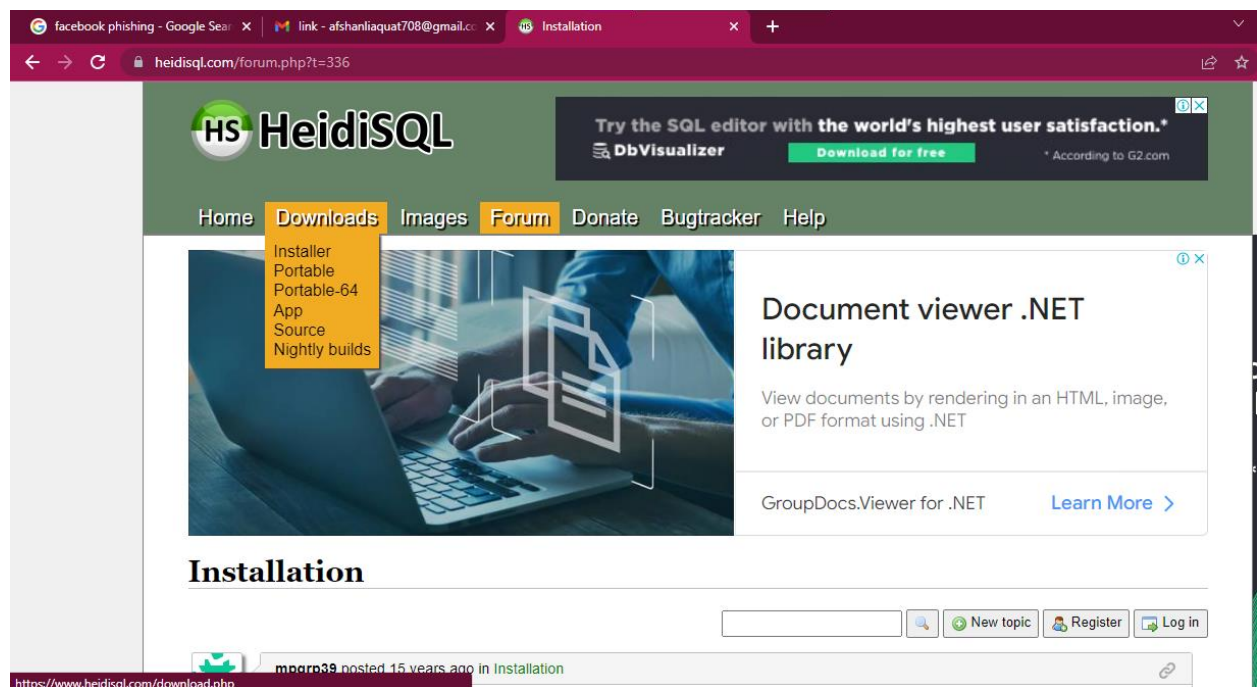 facebook phishing - Google Sear
link - afshanliaquat708@gmail.co
HS
Installation
heidisql.com/forum.php?t=336
HS HeidiSQL
Try the SQL editor with the world's highest user satisfaction.*
DbVisualizer
Download for free
* According to G2.com
Home Downloads Images Forum Donate Bugtracker Help
Installer
Portable
Portable-64
App
Source
Nightly builds
Document viewer .NET
library
View documents by rendering in an HTML, image,
or PDF format using .NET
GroupDocs.Viewer for .NET
Learn More
Installation
New topic
Register
Log in
mpgrp39 posted 15 years ago in Installation
https://www.heidisql.com/download.php